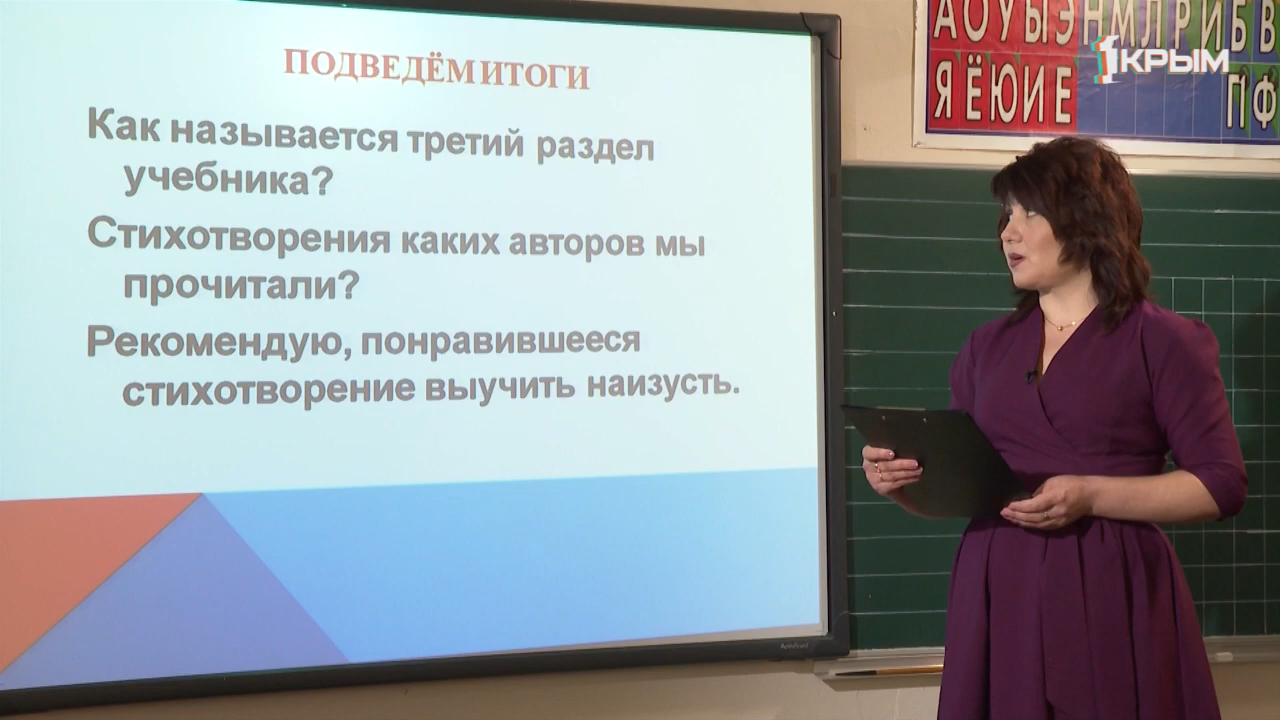 ПОДВЕДЁМ ИТОГИ
Как называется третий раздел
учебника?
Стихотворения каких авторов мы
прочитали?
Рекомендую, понравившееся
стихотворение выучить наизусть.
А О У Ы Э Н М Л Р И Б В
Я Ё Ю И Е П Ф
1 КРЫМ